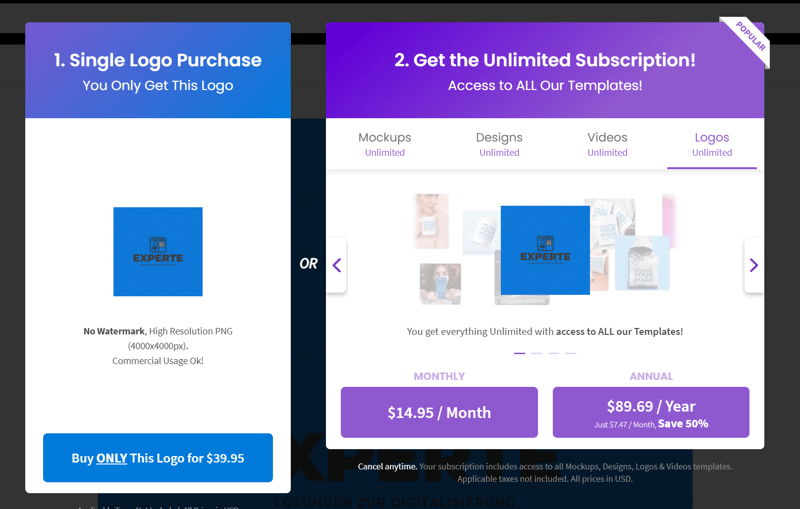 1. Single Logo Purchase
You Only Get This Logo
EXPERTE
No Watermark, High Resolution PNG
(4000x4000px).
Commercial Usage Ok!
Buy ONLY This Logo for $39.95
OR
POPULAR
2. Get the Unlimited Subscription!
Access to ALL Our Templates!
Mockups
Designs
Videos
Logos
Unlimited
Unlimited
Unlimited
Unlimited
EXPERTE
You get everything Unlimited with access to ALL our Templates!
MONTHLY
ANNUAL
$14.95 / Month
$89.69 / Year
Just $7.47 / Month, Save 50%
Cancel anytime. Your subscription includes access to all Mockups, Designs, Logos & Videos templates.
Applicable taxes not included. All prices in USD.
EXPERTE
LÖSUNGEN ZUR DIGITALISIERUNG